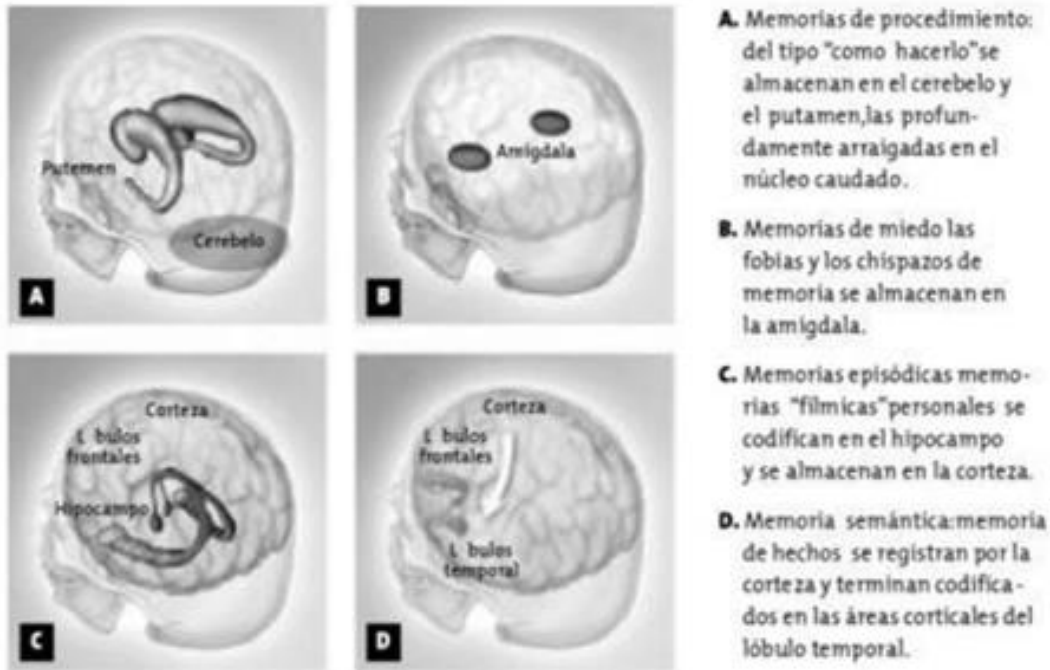 Putemen
Cerebelo
A
Amigdala
B
Corteza
L bulos
frontales
Hipocampo
C
Corteza
L bulos
frontales
L bulos
temporal
D
A. Memorias de procedimiento:
del tipo "como hacerlo"se
almacenan en el cerebelo y
el putamen,las profun-
damente arraigadas en el
núcleo caudado.
B. Memorias de miedo las
fobias y los chispazos de
memoria se almacenan en
la amígdala.
C. Memorias episódicas memo-
rias "fílmicas"personales se
codifican en el hipocampo
y se almacenan en la corteza.
D. Memoria semántica:memoria
de hechos se registran por la
corteza y terminan codifica-
dos en las áreas corticales del
lóbulo temporal.